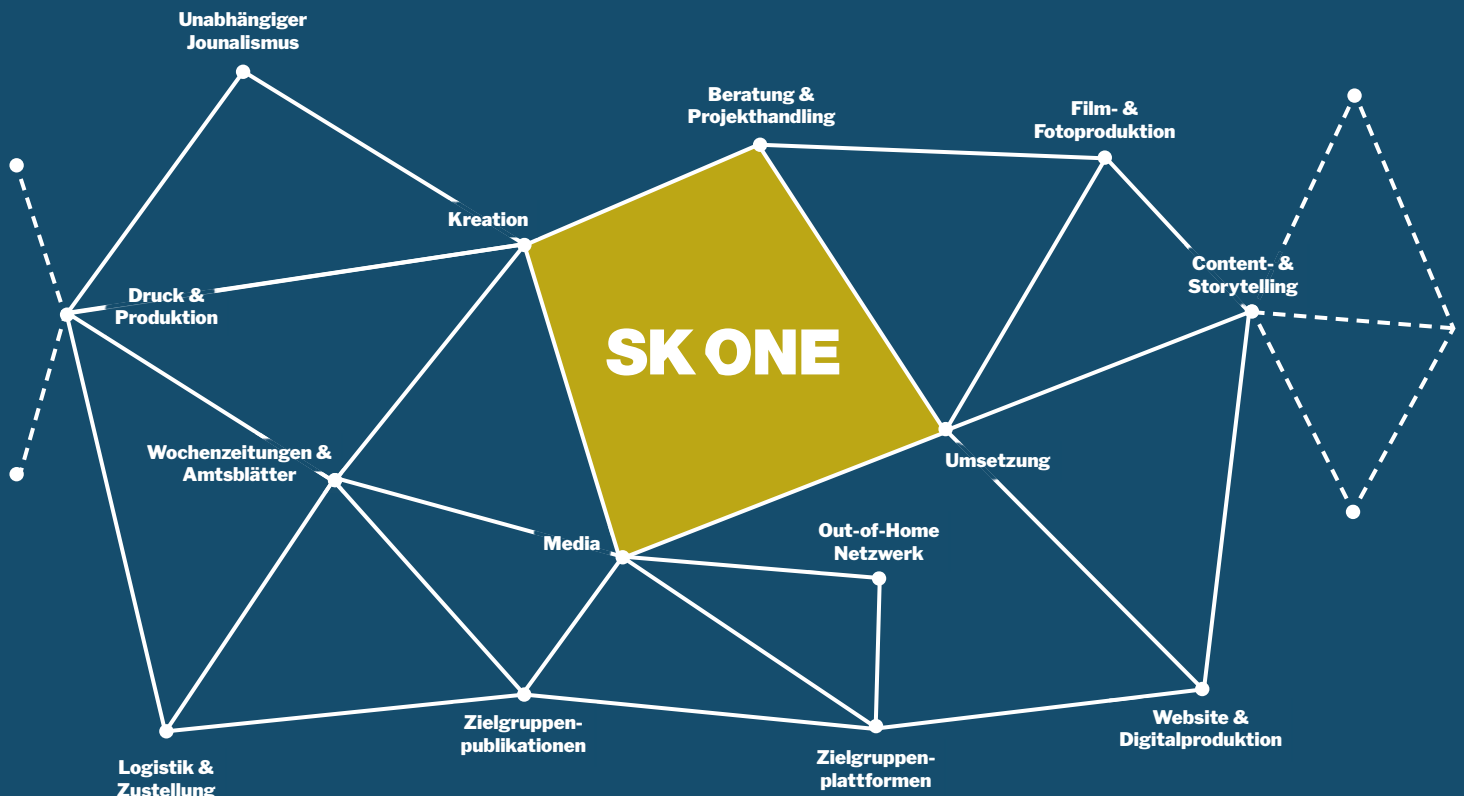 Unabhängiger
Jounalismus
Beratung &
Projekthandling
Film- &
Fotoproduktion
Kreation
Content- &
Storytelling
Druck &
Produktion
SK ONE
Wochenzeitungen &
Amtsblätter
Umsetzung
Media
Out-of-Home
Netzwerk
Zielgruppen-
publikationen
Website &
Digitalproduktion
Zielgruppen-
plattformen
Logistik &
Zustellung